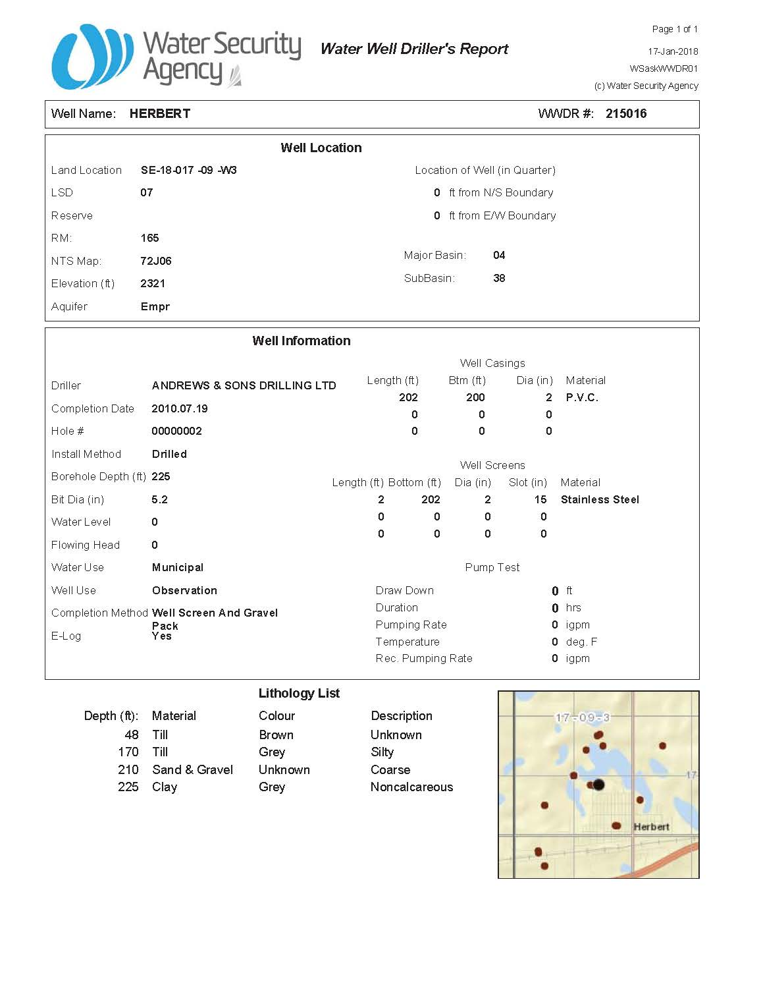 Water Security Agency
Water Well Driller's Report
Page 1 of 1
17-Jan-2018
WSaskWWDR01
(c) Water Security Agency
Well Name: HERBERT WWDR #: 215016
Well Location
Land Location SE-18-017 -09 -W3 Location of Well (in Quarter)
LSD 07 0 ft from N/S Boundary
Reserve 0 ft from E/W Boundary
RM: 165
NTS Map: 72J06 Major Basin: 04
Elevation (ft) 2321 SubBasin: 38
Aquifer Empr
Well Information
Well Casings
Driller ANDREWS & SONS DRILLING LTD
Completion Date 2010.07.19
Hole # 00000002
Install Method Drilled
Borehole Depth (ft) 225
Bit Dia (in) 5.2
Water Level 0
Flowing Head 0
Water Use Municipal
Well Use Observation
Completion Method Well Screen And Gravel
Pack
E-Log Yes
Length (ft) Btm (ft) Dia (in) Material
202 200 2 P.V.C.
0 0 0
0 0 0
Well Screens
Length (ft) Bottom (ft) Dia (in) Slot (in) Material
2 202 2 15 Stainless Steel
0 0 0 0
0 0 0 0
Pump Test
Draw Down 0 ft
Duration 0 hrs
Pumping Rate 0 igpm
Temperature 0 deg. F
Rec. Pumping Rate 0 igpm
Lithology List
Depth (ft): Material Colour Description
48 Till Brown Unknown
170 Till Grey Silty
210 Sand & Gravel Unknown Coarse
225 Clay Grey Noncalcareous
17-09-3
17
Herbert